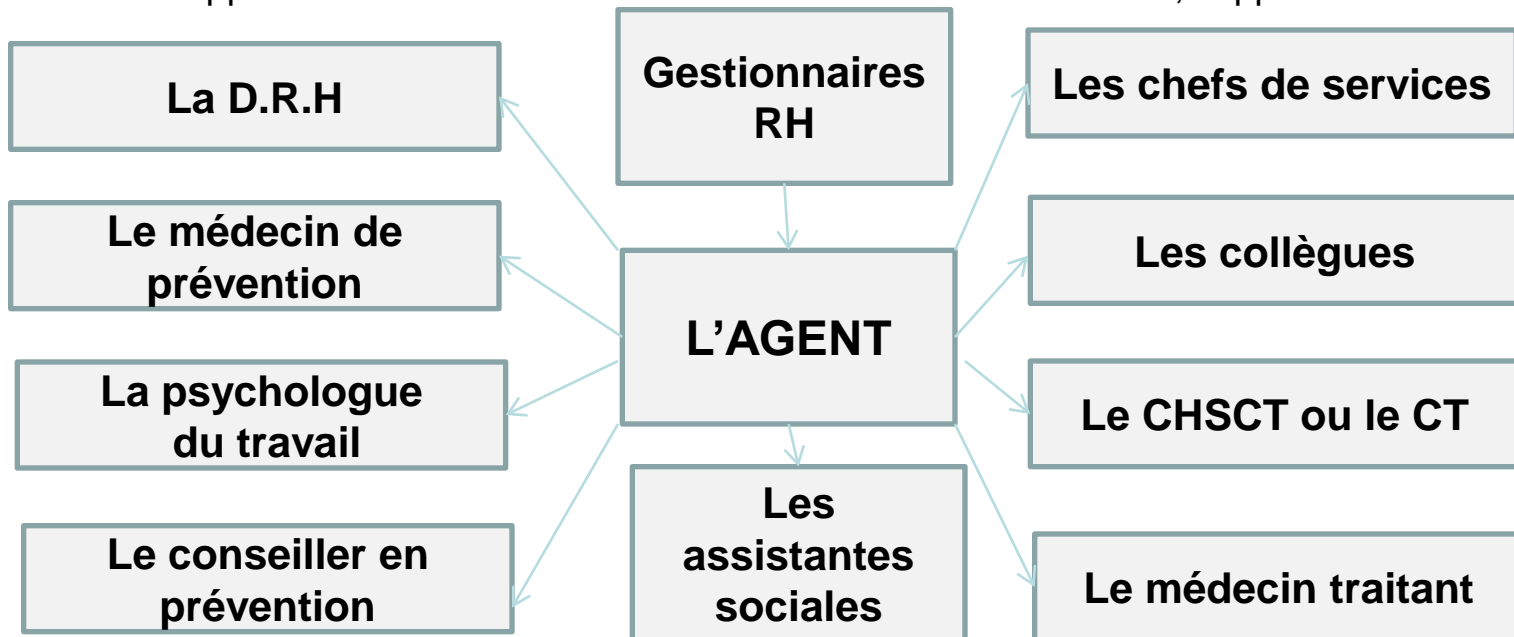 La D.R.H
Gestionnaires
RH
Les chefs de services
Le médecin de
prévention
Les collègues
L’AGENT
La psychologue
du travail
Le CHSCT ou le CT
Le conseiller en
prévention
Les
assistantes
sociales
Le médecin traitant